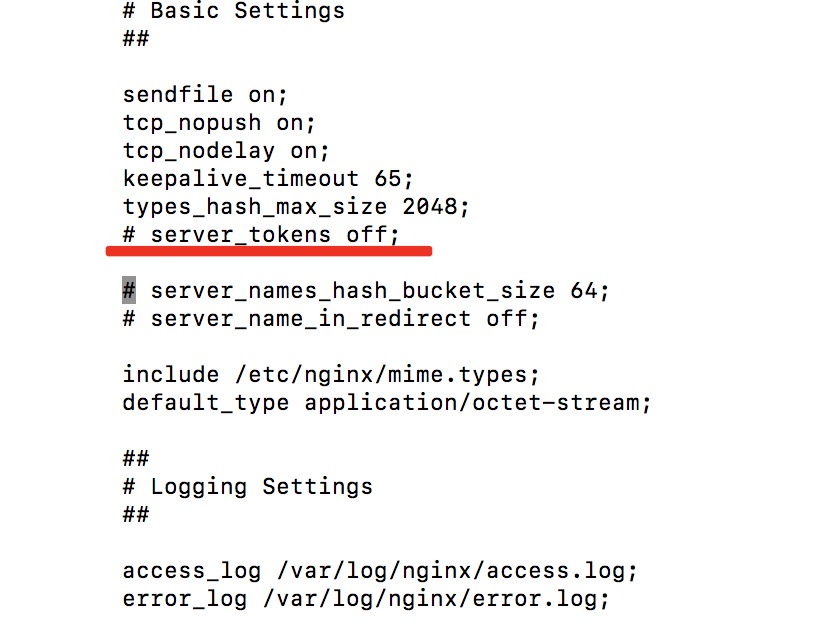 # Basic Settings
##
sendfile on;
tcp_nopush on;
tcp_nodelay on;
keepalive_timeout 65;
types_hash_max_size 2048;
# server_tokens off;
# server_names_hash_bucket_size 64;
# server_name_in_redirect off;
include /etc/nginx/mime.types;
default_type application/octet-stream;
##
# Logging Settings
##
access_log /var/log/nginx/access.log;
error_log /var/log/nginx/error.log;